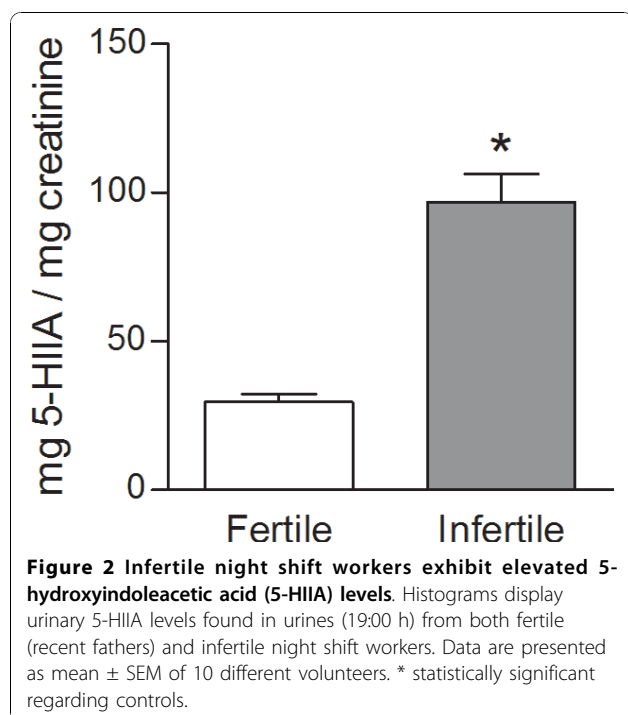 150
100
50
0
mg 5-HIIA / mg creatinine
*
Fertile
Infertile
Figure 2 Infertile night shift workers exhibit elevated 5-
hydroxyindoleacetic acid (5-HIIA) levels. Histograms display
urinary 5-HIIA levels found in urines (19:00 h) from both fertile
(recent fathers) and infertile night shift workers. Data are presented
as mean ± SEM of 10 different volunteers. * statistically significant
regarding controls.